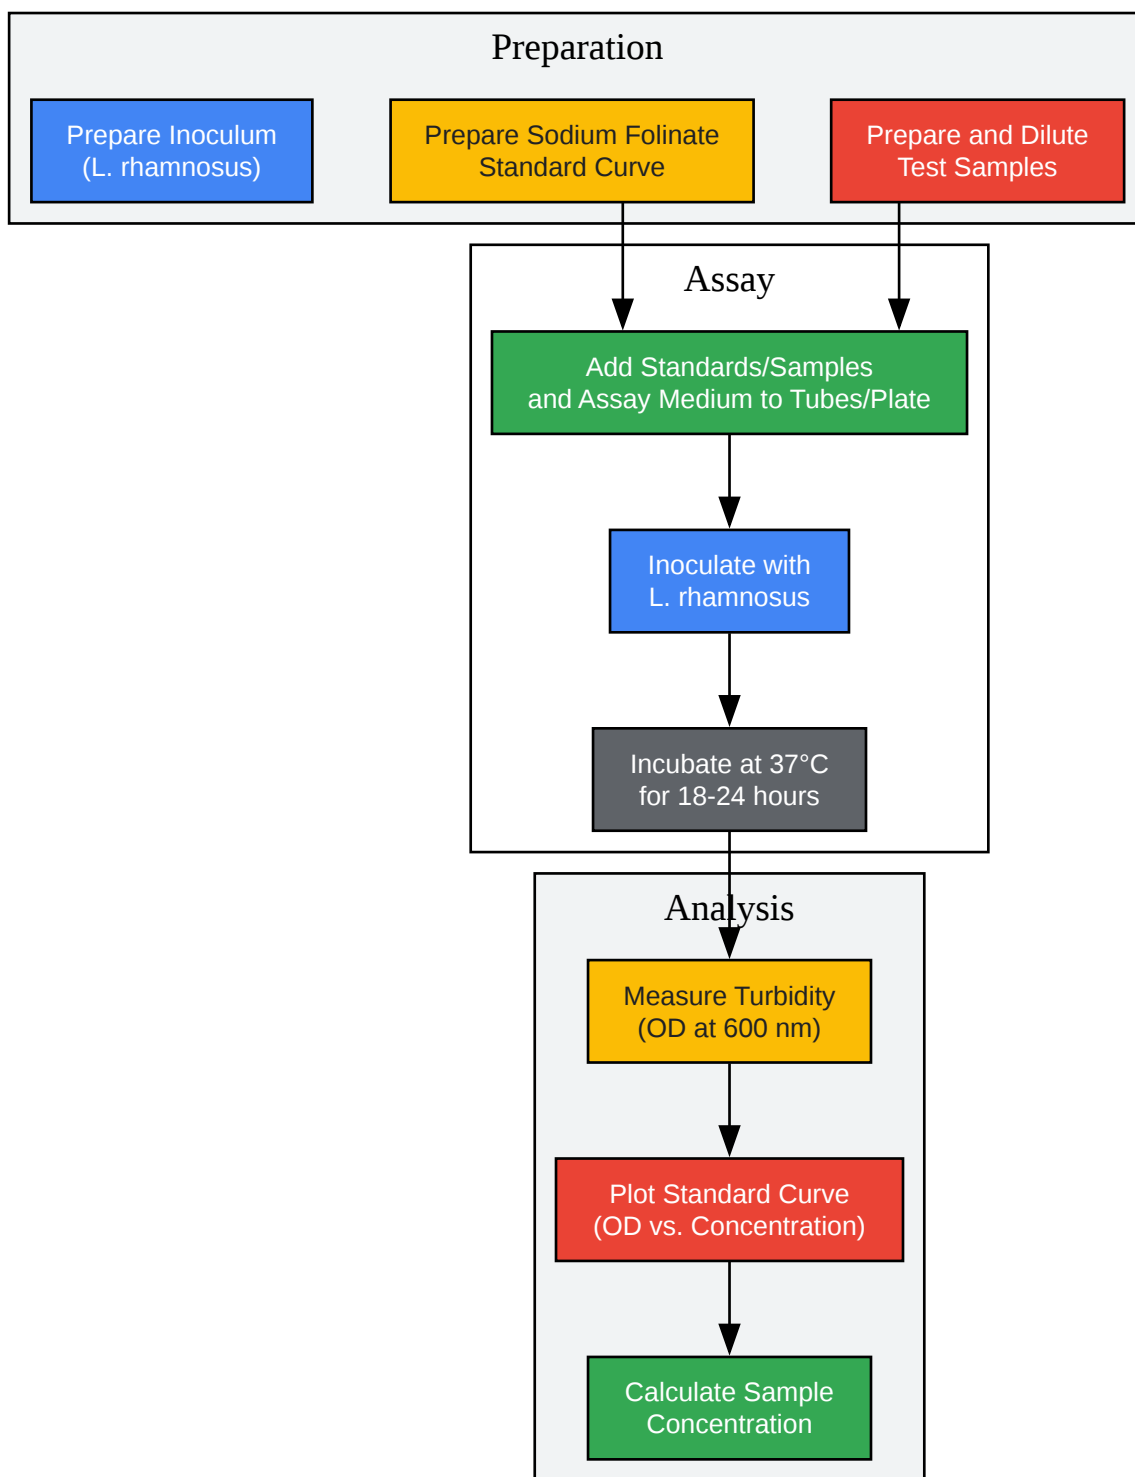 Preparation
Prepare Inoculum
(L. rhamnosus)
Prepare Sodium Folinate
Standard Curve
Prepare and Dilute
Test Samples
Assay
Add Standards/Samples
and Assay Medium to Tubes/Plate
Inoculate with
L. rhamnosus
Incubate at 37°C
for 18-24 hours
Analysis
Measure Turbidity
(OD at 600 nm)
Plot Standard Curve
(OD vs. Concentration)
Calculate Sample
Concentration